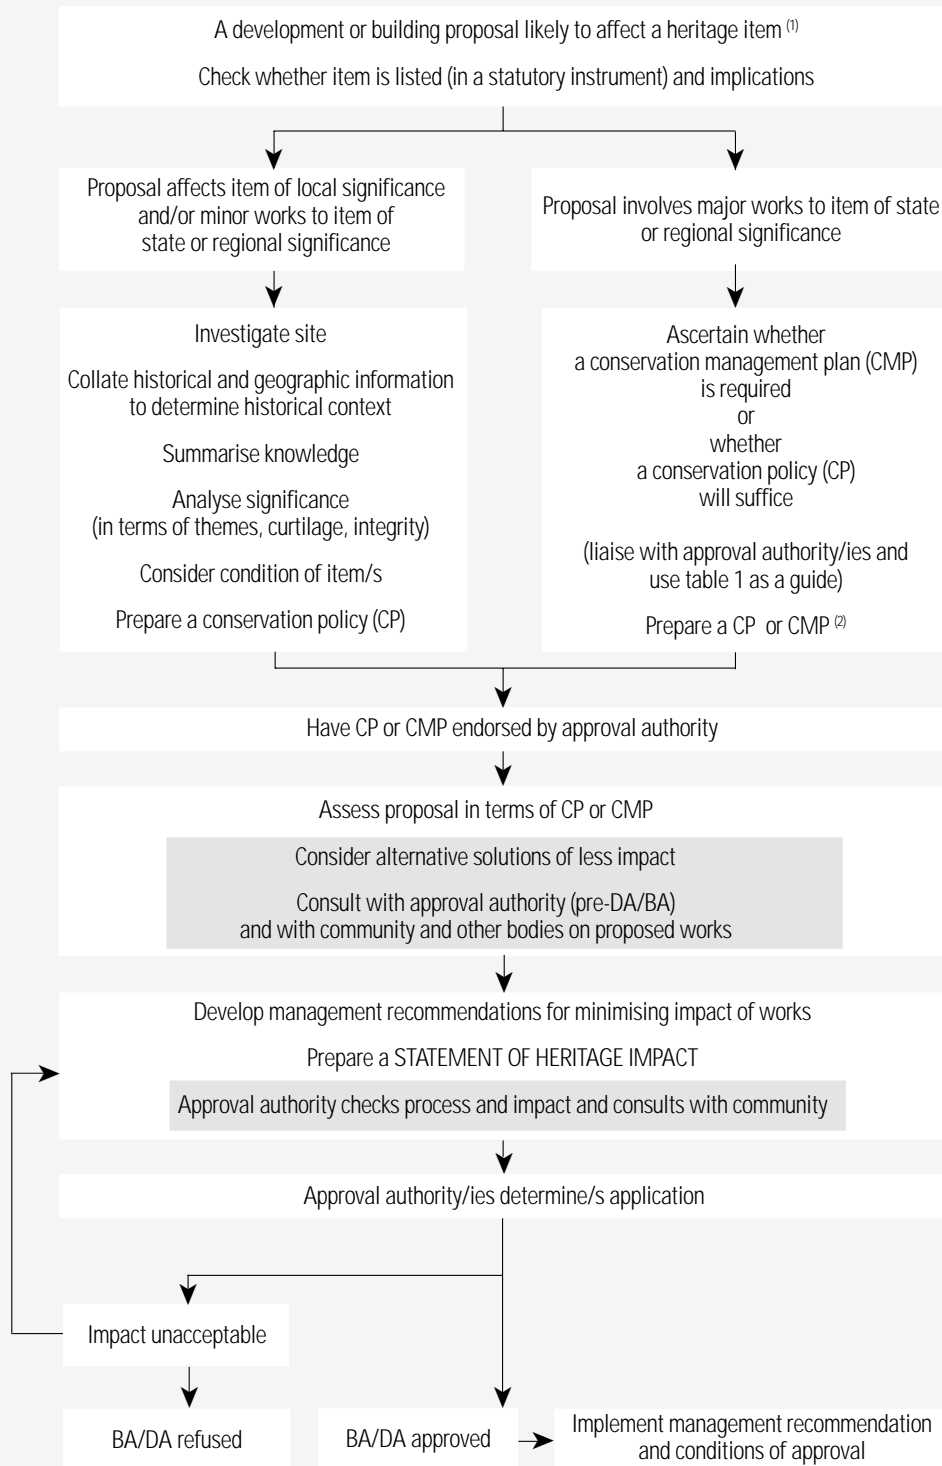 A development or building proposal likely to affect a heritage item (1)
Check whether item is listed (in a statutory instrument) and implications
Proposal affects item of local significance
and/or minor works to item of
state or regional significance
Proposal involves major works to item of state
or regional significance
Investigate site
Collate historical and geographic information
to determine historical context
Summarise knowledge
Analyse significance
(in terms of themes, curtilage, integrity)
Consider condition of item/s
Prepare a conservation policy (CP)
Ascertain whether
a conservation management plan (CMP)
is required
or
whether
a conservation policy (CP)
will suffice
(liaise with approval authority/ies and
use table 1 as a guide)
Prepare a CP or CMP (2)
Have CP or CMP endorsed by approval authority
Assess proposal in terms of CP or CMP
Consider alternative solutions of less impact
Consult with approval authority (pre-DA/BA)
and with community and other bodies on proposed works
Develop management recommendations for minimising impact of works
Prepare a STATEMENT OF HERITAGE IMPACT
Approval authority checks process and impact and consults with community
Approval authority/ies determine/s application
Impact unacceptable
BA/DA refused
BA/DA approved
Implement management recommendation
and conditions of approval